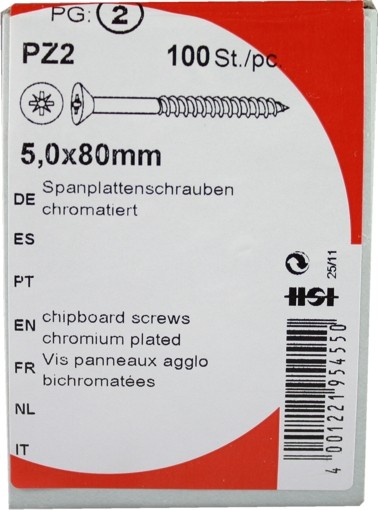 PG: 2
PZ2 100 St./pc.
5,0x80mm
DE Spanplattenschrauben
chromatiert
ES
PT
EN chipboard screws
chromium plated
FR Vis panneaux agglo
bichromatées
NL
IT
25/11
HSI
4 001221 954550